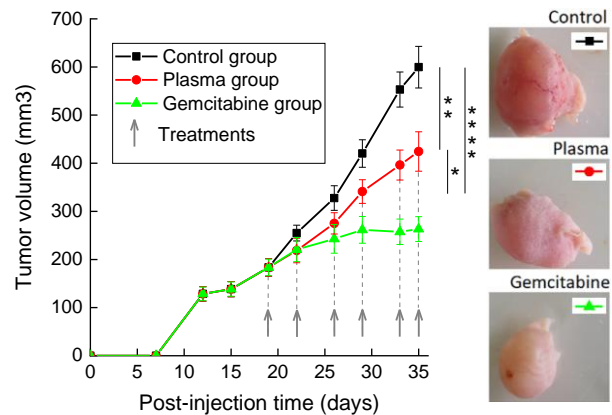 Control
Plasma
Gemcitabine
700
600
500
400
300
200
100
0
Tumor volume (mm3)
Control group
Plasma group
Gemcitabine group
Treatments
**
****
*
0 5 10 15 20 25 30 35
Post-injection time (days)